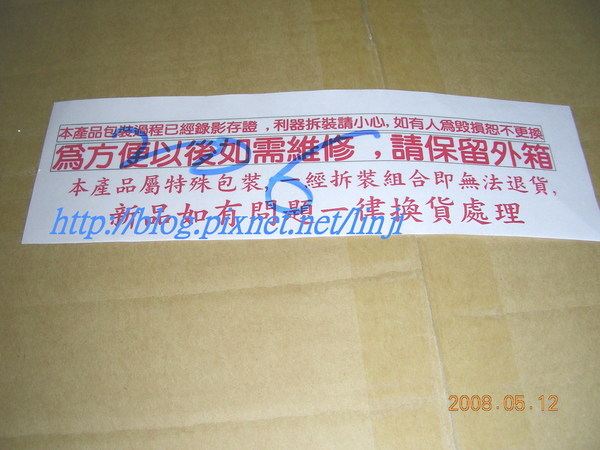 本產品包裝過程已經錄影存證，利器拆裝請小心，如有人為毀損恕不更換
為方便以後如需維修，請保留外箱
本產品屬特殊包裝，一經拆裝組合即無法退貨，
新品如有問題一律換貨處理
http://blog.pixnet.net/linji
2008.05.12